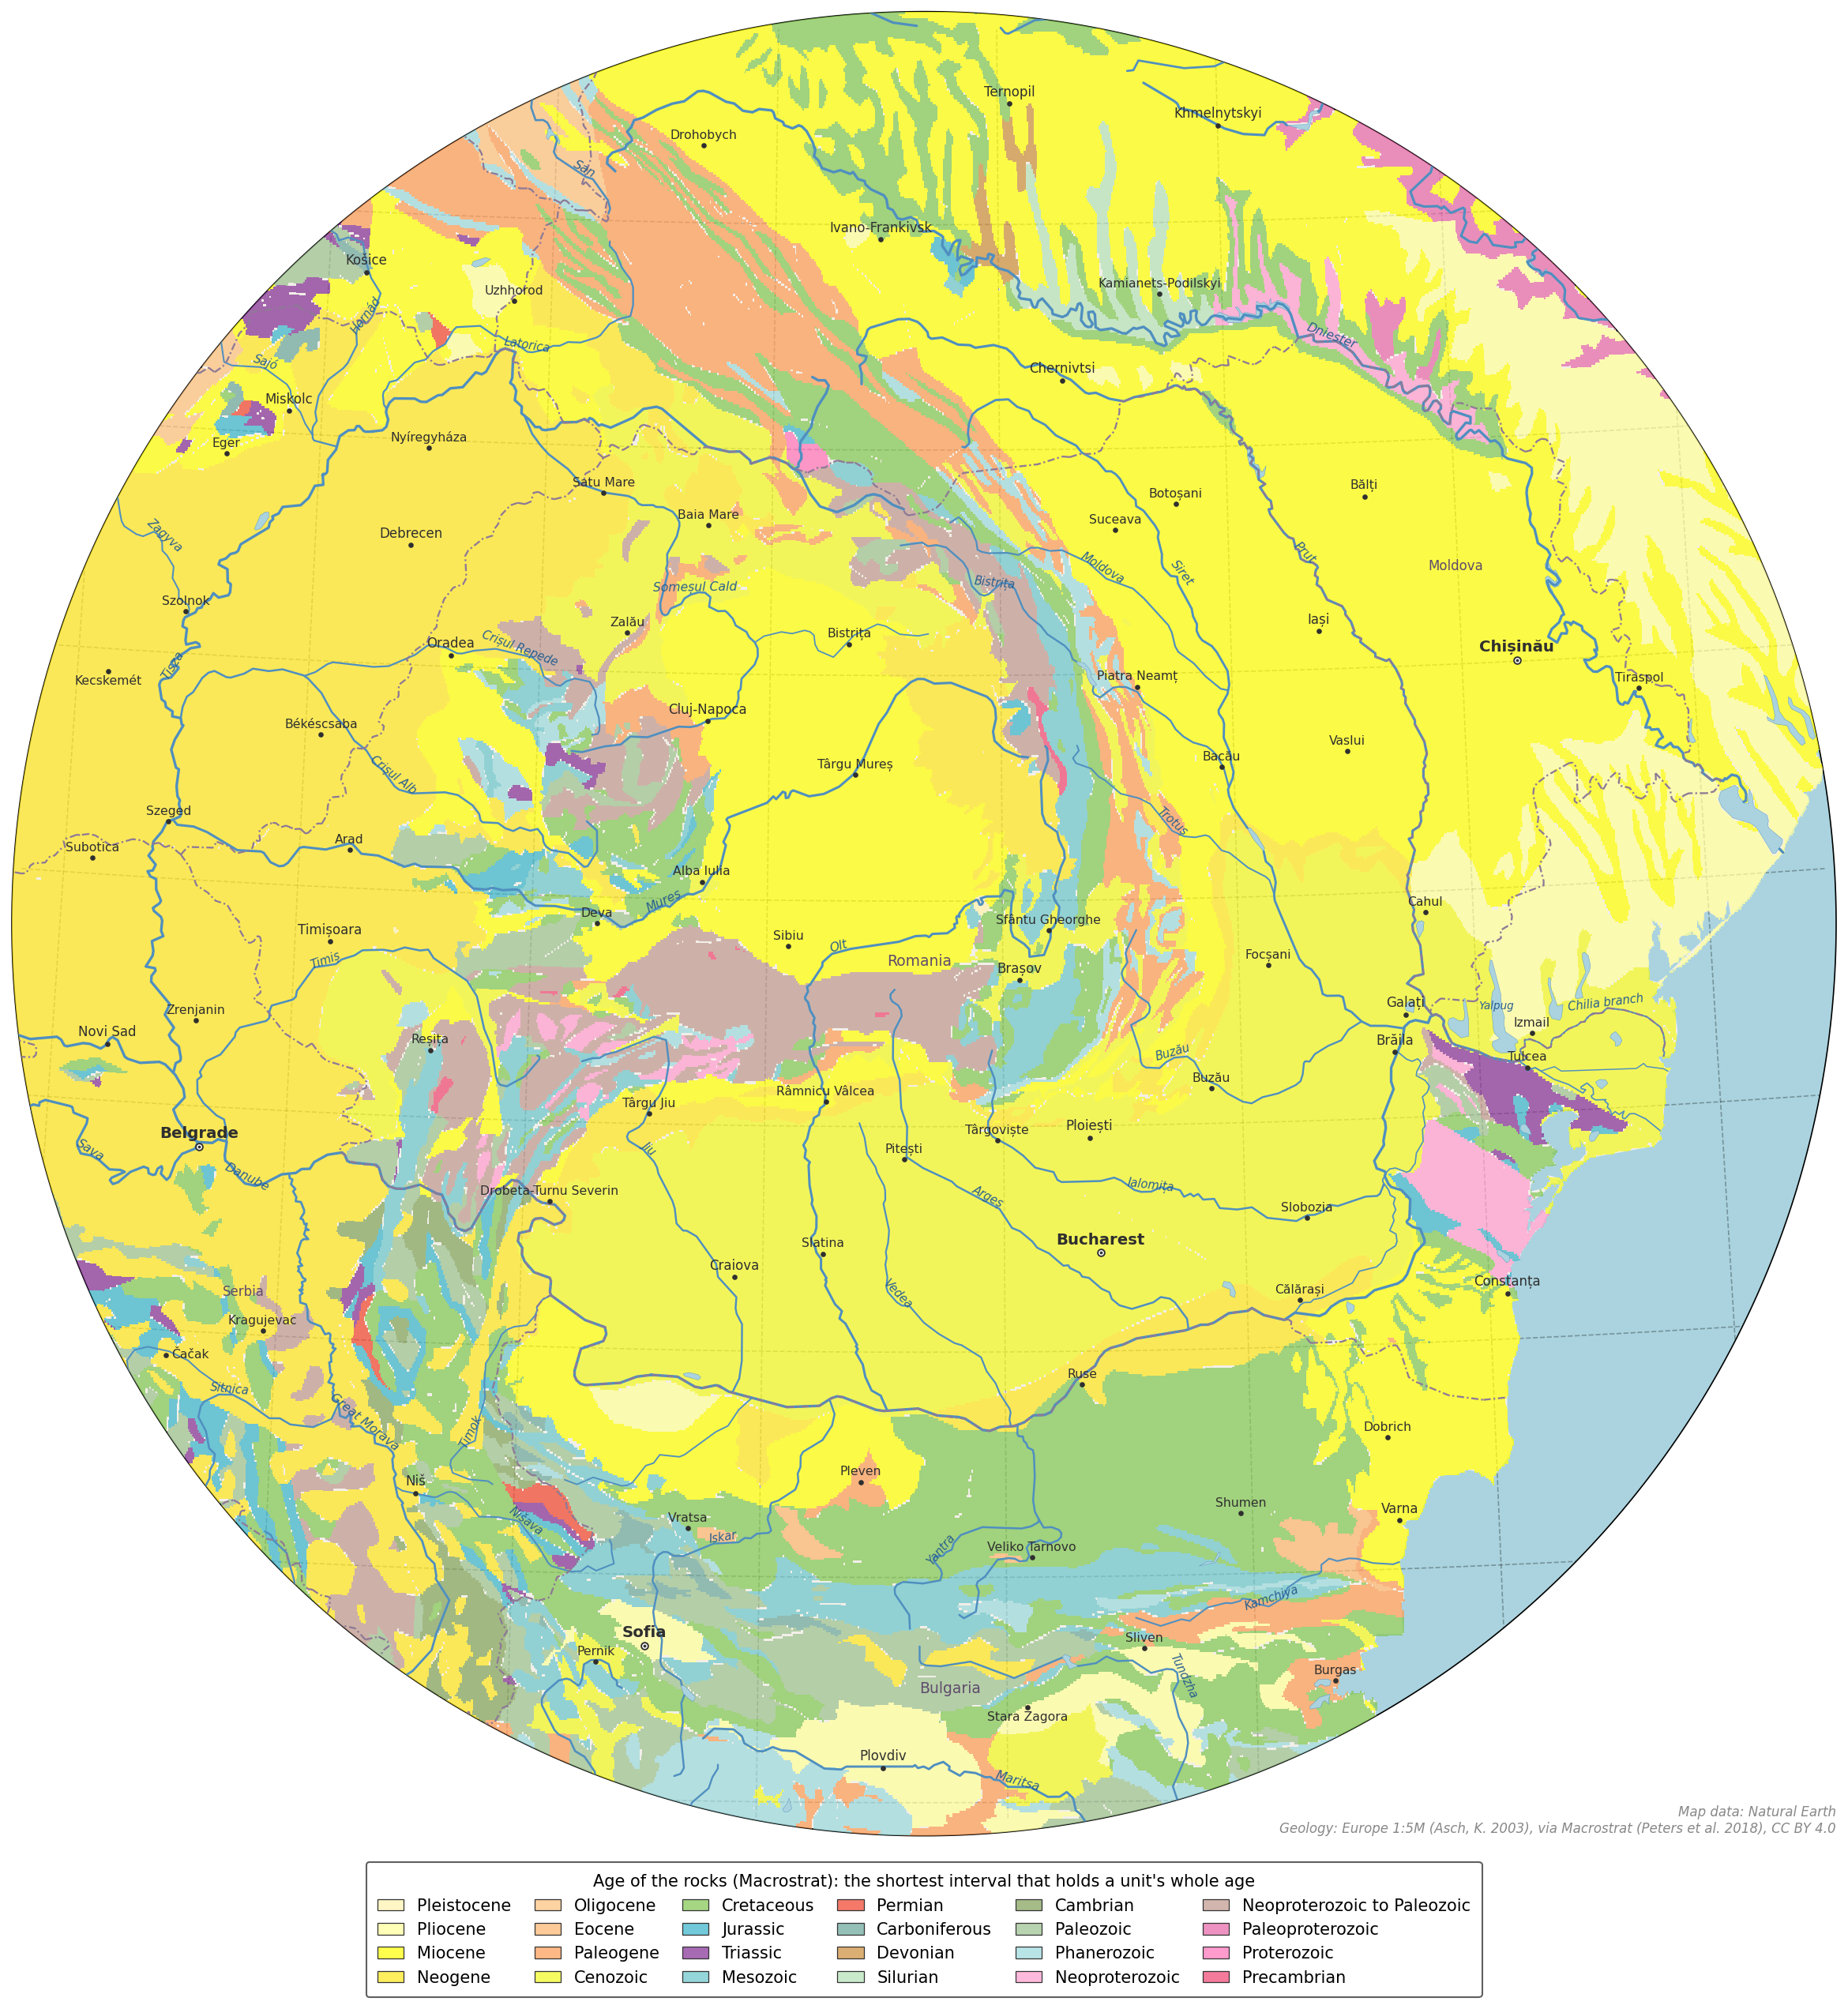 Ternopil
Khmelnytskyi
Drohobych
San
Ivano-Frankivsk
Košice
Uzhhorod
Kamianets-Podilskyi
Hornád
Latorica
Dniester
Sajó
Chernivtsi
Miskolc
Eger
Nyíregyháza
Satu Mare
Botoșani
Bălți
Baia Mare
Suceava
Zagyva
Debrecen
Prut
Moldova
Siret
Moldova
Bistrița
Someșul Cald
Szolnok
Zalău
Iași
Bistrița
Oradea
Crișul Repede
Chișinău
Tisza
Kecskemét
Piatra Neamț
Tiraspol
Cluj-Napoca
Békéscsaba
Vaslui
Bacău
Târgu Mureș
Crișul Alb
Szeged
Trotuș
Arad
Subotica
Alba Iulia
Mureș
Cahul
Deva
Sfântu Gheorghe
Timișoara
Sibiu
Olt
Focșani
Timiș
Romania
Brașov
Galați
Yalpug
Chilia branch
Zrenjanin
Izmail
Novi Sad
Reșița
Brăila
Buzău
Tulcea
Buzău
Râmnicu Vâlcea
Târgu Jiu
Ploiești
Târgoviște
Belgrade
Sava
Jiu
Pitești
Danube
Drobeta-Turnu Severin
Argeș
Ialomița
Slobozia
Slatina
Bucharest
Craiova
Constanța
Serbia
Vedea
Călărași
Kragujevac
Čačak
Ruse
Sitnica
Great Morava
Timok
Dobrich
Pleven
Niš
Shumen
Varna
Nišava
Vratsa
Iskar
Yantra
Veliko Tarnovo
Kamchiya
Sofia
Sliven
Pernik
Tundzha
Burgas
Bulgaria
Stara Zagora
Plovdiv
Maritsa
Map data: Natural Earth
Geology: Europe 1:5M (Asch, K. 2003), via Macrostrat (Peters et al. 2018), CC BY 4.0
Age of the rocks (Macrostrat): the shortest interval that holds a unit's whole age
Pleistocene Oligocene Cretaceous Permian Cambrian Neoproterozoic to Paleozoic
Pliocene Eocene Jurassic Carboniferous Paleozoic Paleoproterozoic
Miocene Paleogene Triassic Devonian Phanerozoic Proterozoic
Neogene Cenozoic Mesozoic Silurian Neoproterozoic Precambrian